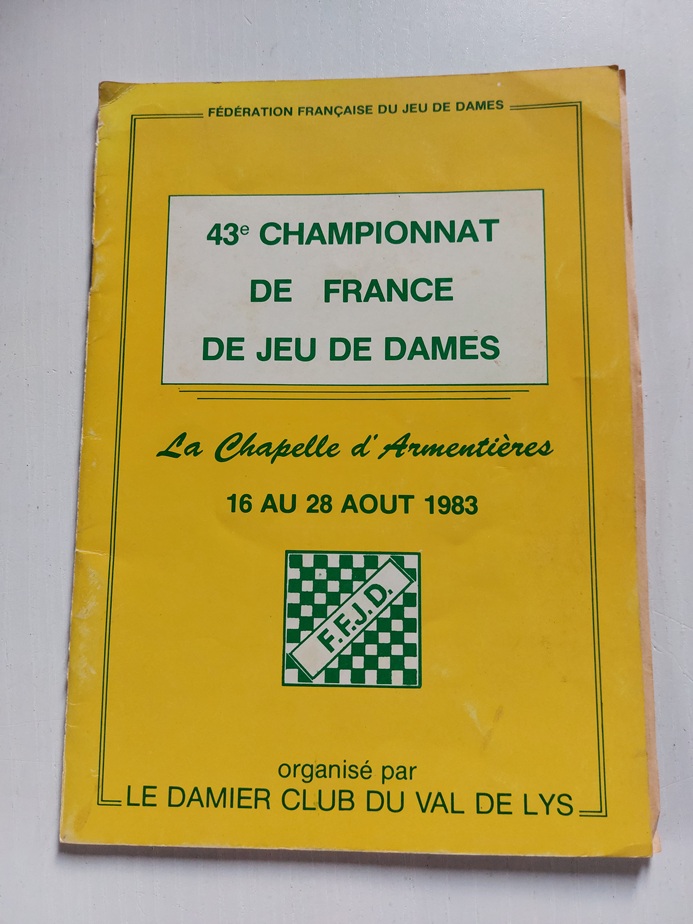 FÉDÉRATION FRANÇAISE DU JEU DE DAMES
43e CHAMPIONNAT
DE FRANCE
DE JEU DE DAMES
La Chapelle d'Armentières
16 AU 28 AOUT 1983
F.F.J.D.
organisé par
LE DAMIER CLUB DU VAL DE LYS